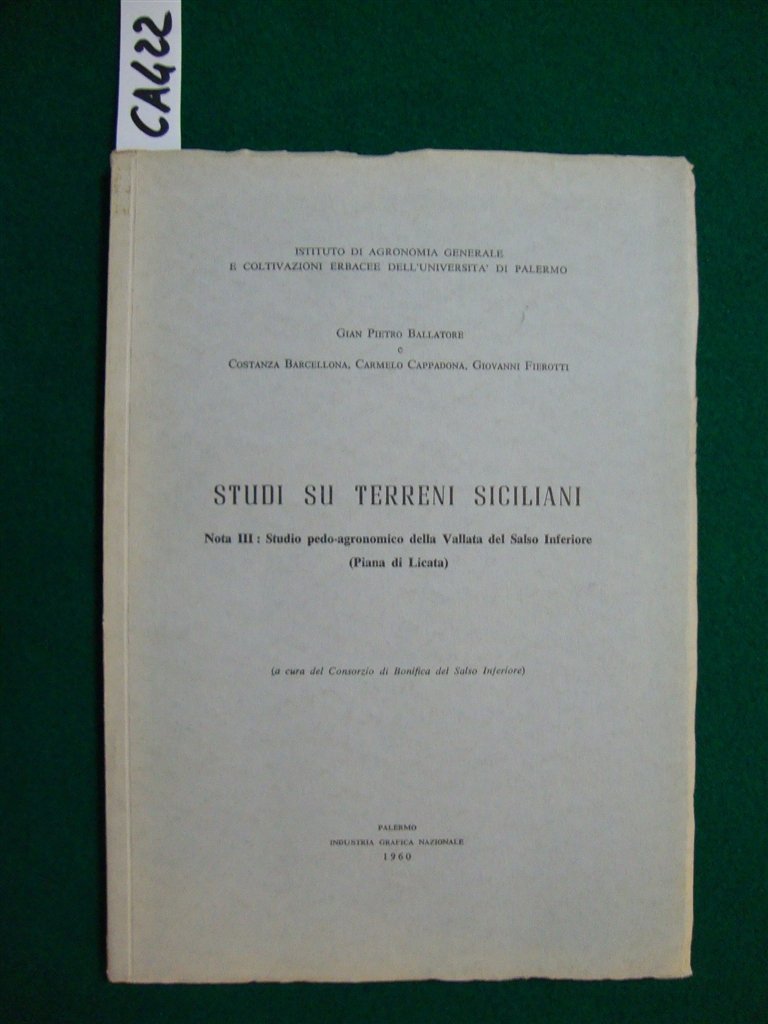 CA422
ISTITUTO DI AGRONOMIA GENERALE
E COLTIVAZIONI ERBACEE DELL'UNIVERSITA' DI PALERMO
GIAN PIETRO BALLATORE
e
COSTANZA BARCELLONA, CARMELO CAPPADONA, GIOVANNI FIEROTTI
STUDI SU TERRENI SICILIANI
Nota III: Studio pedo-agronomico della Vallata del Salso Inferiore
(Piana di Licata)
(a cura del Consorzio di Bonifica del Salso Inferiore)
PALERMO
INDUSTRIA GRAFICA NAZIONALE
1960